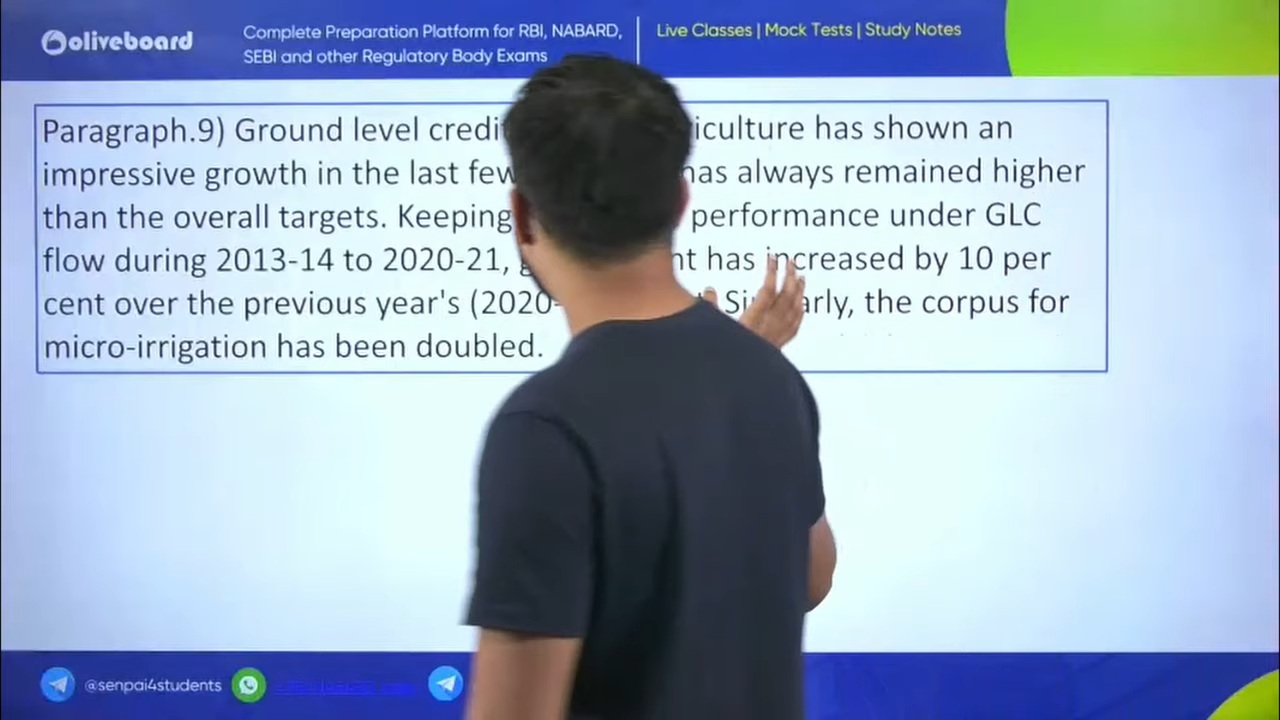 oliveboard
Complete Preparation Platform for RBI, NABARD,
SEBI and other Regulatory Body Exams
Live Classes | Mock Tests | Study Notes
Paragraph.9) Ground level credi iculture has shown an
impressive growth in the last few has always remained higher
than the overall targets. Keeping performance under GLC
flow during 2013-14 to 2020-21, nt has increased by 10 per
cent over the previous year's (2020- arly, the corpus for
micro-irrigation has been doubled.
@senpai4students